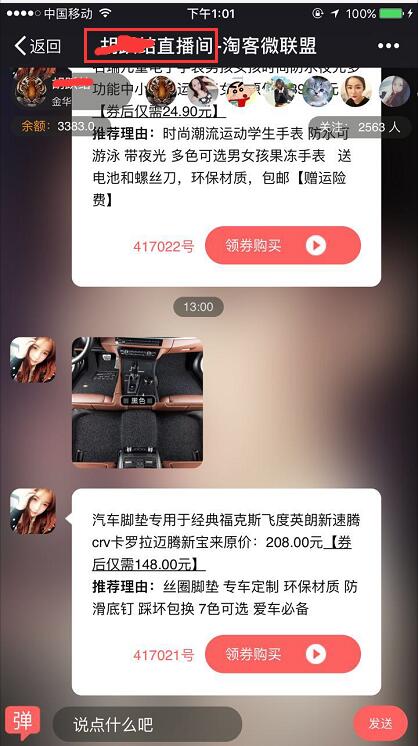 中国移动
下午1:01
100%
返回
直播间-淘客微联盟
金华
余额：3383.0
关注：
2563 人
【券后仅需24.90元】
推荐理由：时尚潮流运动学生手表 防水可
游泳 带夜光 多色可选男女孩果冻手表 送
电池和螺丝刀，环保材质，包邮【赠运险
费】
417022号
领券购买
13:00
黑色
汽车脚垫专用于经典福克斯飞度英朗新速腾
crv卡罗拉迈腾新宝来原价：208.00元【券
后仅需148.00元】
推荐理由：丝圈脚垫 专车定制 环保材质 防
滑底钉 踩坏包换 7色可选 爱车必备
417021号
领券购买
弹
说点什么吧
发送